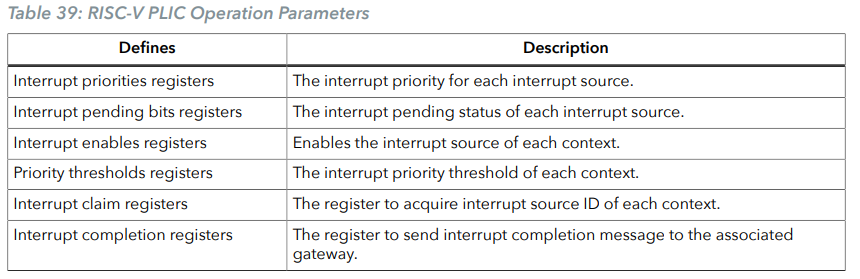 Table 39: RISC-V PLIC Operation Parameters
Defines Description
Interrupt priorities registers The interrupt priority for each interrupt source.
Interrupt pending bits registers The interrupt pending status of each interrupt source.
Interrupt enables registers Enables the interrupt source of each context.
Priority thresholds registers The interrupt priority threshold of each context.
Interrupt claim registers The register to acquire interrupt source ID of each context.
Interrupt completion registers The register to send interrupt completion message to the associated
gateway.